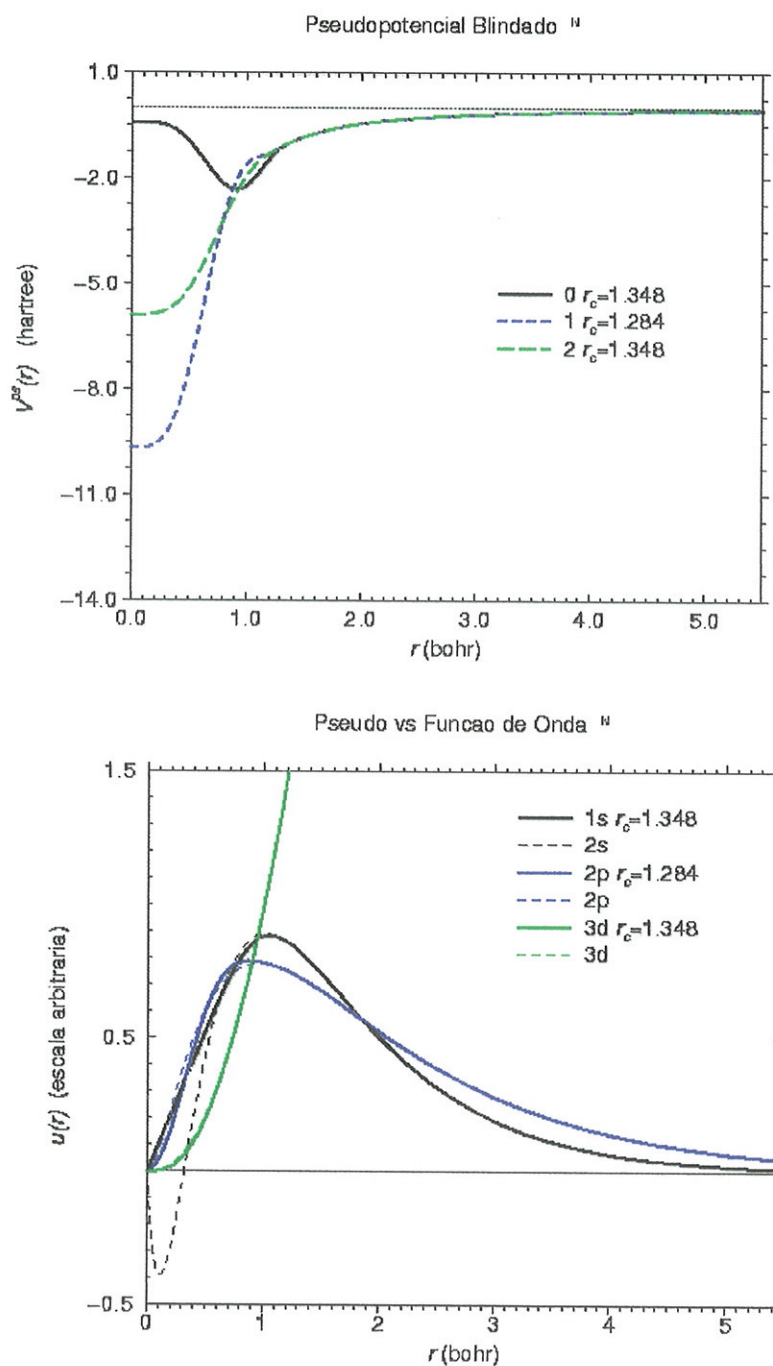 Pseudopotencial Blindado N
1.0
−2.0
−5.0
−8.0
−11.0
−14.0
V^ps(r) (hartree)
0 r_c=1.348
1 r_c=1.284
2 r_c=1.348
0.0 1.0 2.0 3.0 4.0 5.0
r (bohr)
Pseudo vs Funcao de Onda N
1.5
0.5
−0.5
u(r) (escala arbitraria)
1s r_c=1.348
2s
2p r_c=1.284
2p
3d r_c=1.348
3d
0 1 2 3 4 5
r (bohr)